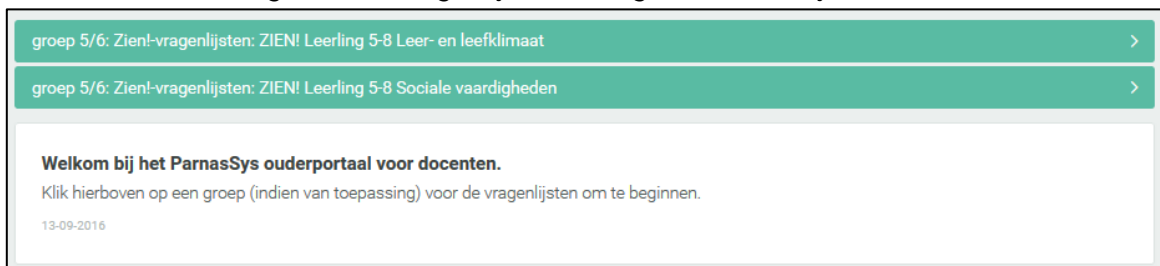 groep 5/6: Zien!-vragenlijsten: ZIEN! Leerling 5-8 Leer- en leefklimaat
groep 5/6: Zien!-vragenlijsten: ZIEN! Leerling 5-8 Sociale vaardigheden
Welkom bij het ParnasSys ouderportaal voor docenten.
Klik hierboven op een groep (indien van toepassing) voor de vragenlijsten om te beginnen.
13-09-2016